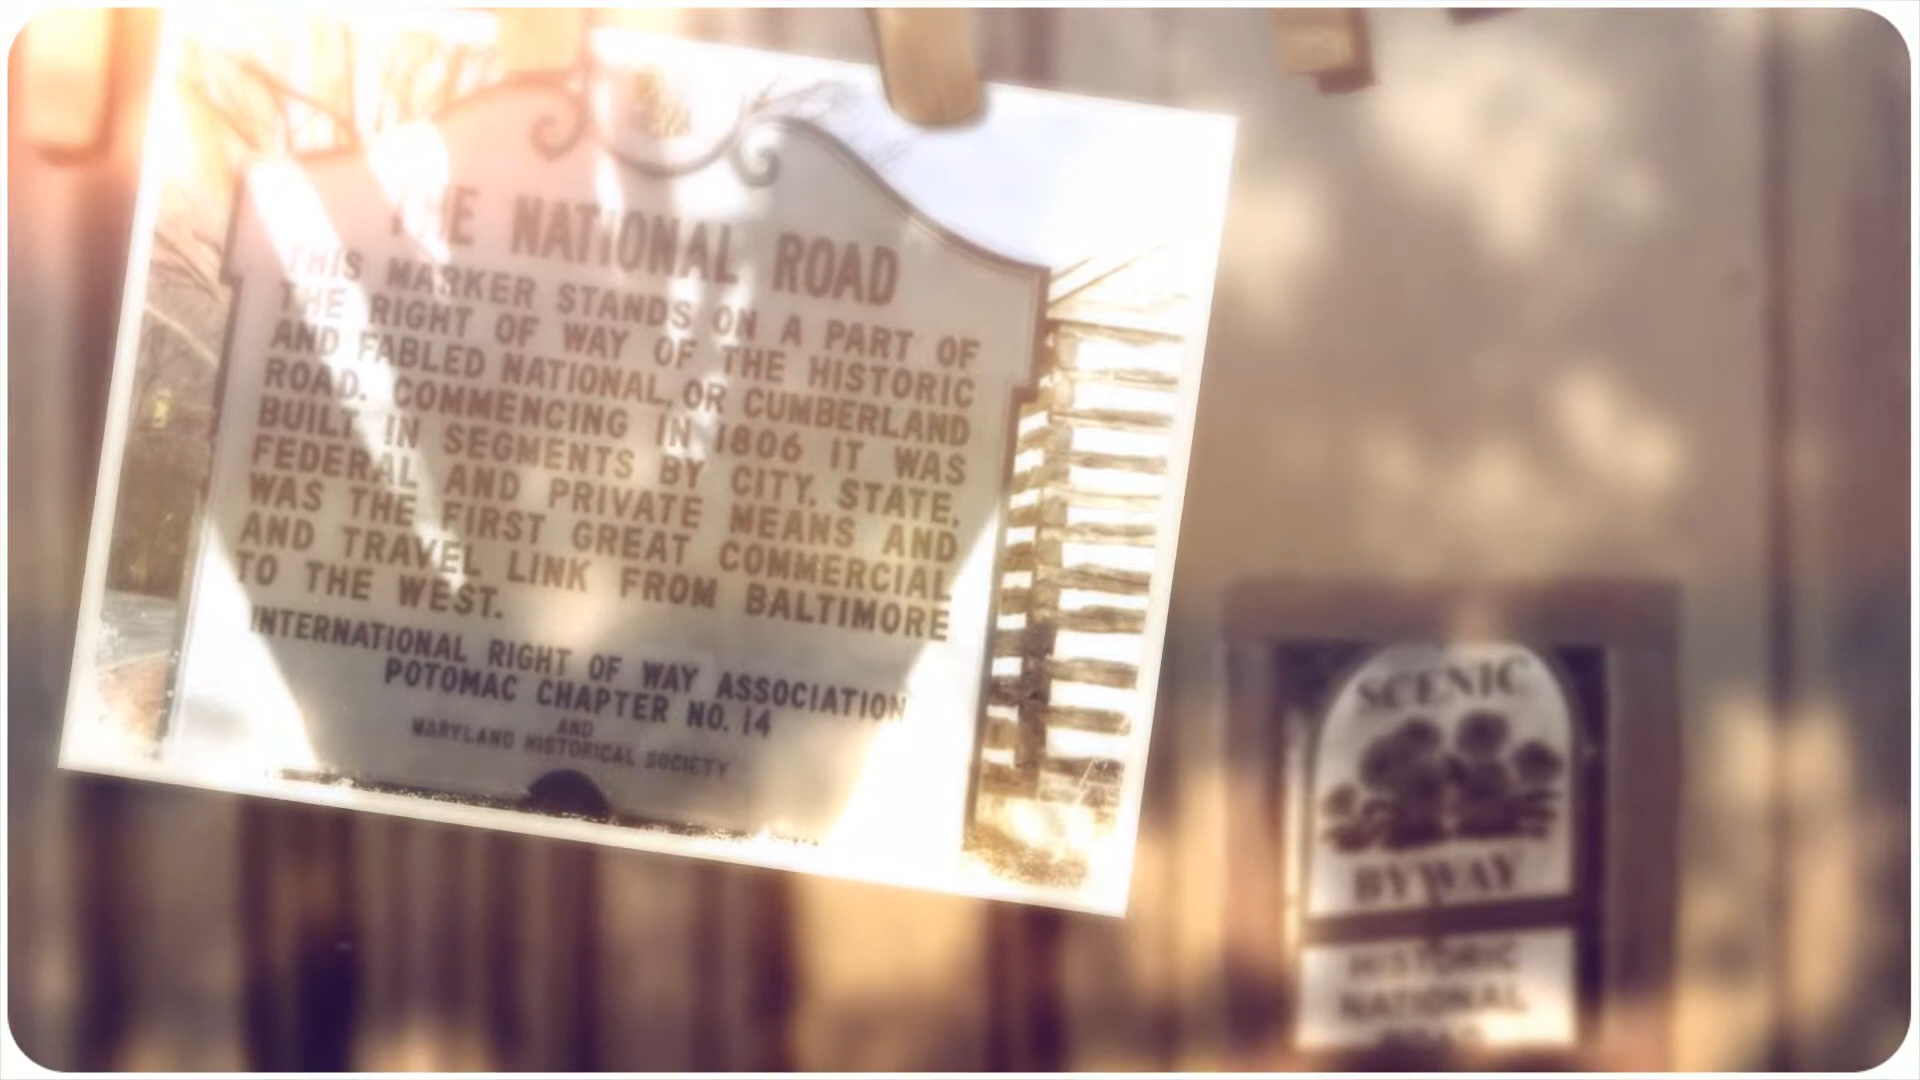 THE NATIONAL ROAD
THIS MARKER STANDS ON A PART OF
THE RIGHT OF WAY OF THE HISTORIC
AND FABLED NATIONAL, OR CUMBERLAND
ROAD. COMMENCING IN 1806 IT WAS
BUILT IN SEGMENTS BY CITY, STATE,
FEDERAL AND PRIVATE MEANS AND
WAS THE FIRST GREAT COMMERCIAL
AND TRAVEL LINK FROM BALTIMORE
TO THE WEST.
INTERNATIONAL RIGHT OF WAY ASSOCIATION
POTOMAC CHAPTER NO. 14
AND
MARYLAND HISTORICAL SOCIETY
SCENIC
BYWAY
HISTORIC
NATIONAL
ROAD